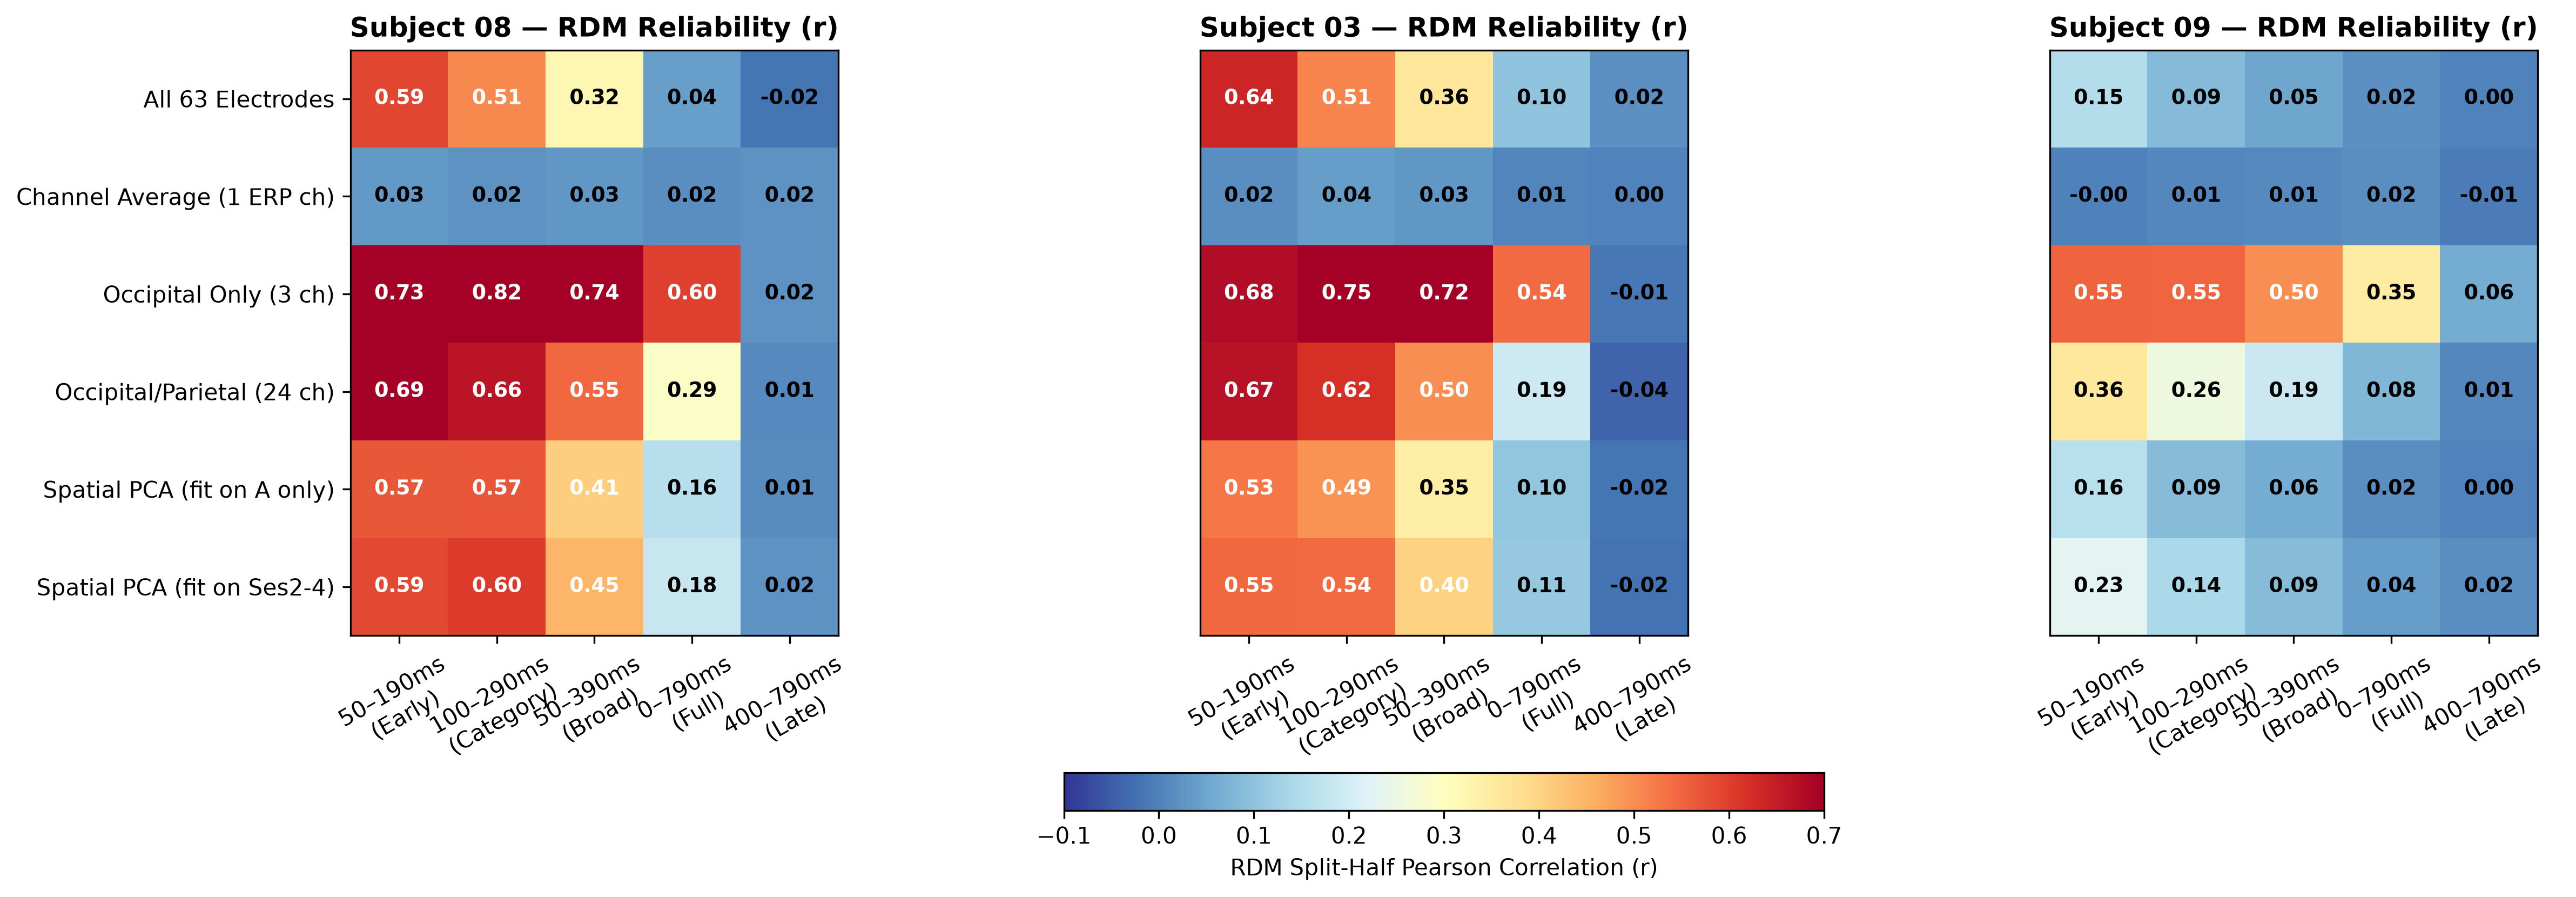 Subject 08 — RDM Reliability (r)
Subject 03 — RDM Reliability (r)
Subject 09 — RDM Reliability (r)
All 63 Electrodes
0.59 0.51 0.32 0.04 -0.02
0.64 0.51 0.36 0.10 0.02
0.15 0.09 0.05 0.02 0.00
Channel Average (1 ERP ch)
0.03 0.02 0.03 0.02 0.02
0.02 0.04 0.03 0.01 0.00
-0.00 0.01 0.01 0.02 -0.01
Occipital Only (3 ch)
0.73 0.82 0.74 0.60 0.02
0.68 0.75 0.72 0.54 -0.01
0.55 0.55 0.50 0.35 0.06
Occipital/Parietal (24 ch)
0.69 0.66 0.55 0.29 0.01
0.67 0.62 0.50 0.19 -0.04
0.36 0.26 0.19 0.08 0.01
Spatial PCA (fit on A only)
0.57 0.57 0.41 0.16 0.01
0.53 0.49 0.35 0.10 -0.02
0.16 0.09 0.06 0.02 0.00
Spatial PCA (fit on Ses2-4)
0.59 0.60 0.45 0.18 0.02
0.55 0.54 0.40 0.11 -0.02
0.23 0.14 0.09 0.04 0.02
50–190ms
(Early)
100–290ms
(Category)
50–390ms
(Broad)
0–790ms
(Full)
400–790ms
(Late)
50–190ms
(Early)
100–290ms
(Category)
50–390ms
(Broad)
0–790ms
(Full)
400–790ms
(Late)
50–190ms
(Early)
100–290ms
(Category)
50–390ms
(Broad)
0–790ms
(Full)
400–790ms
(Late)
−0.1 0.0 0.1 0.2 0.3 0.4 0.5 0.6 0.7
RDM Split-Half Pearson Correlation (r)